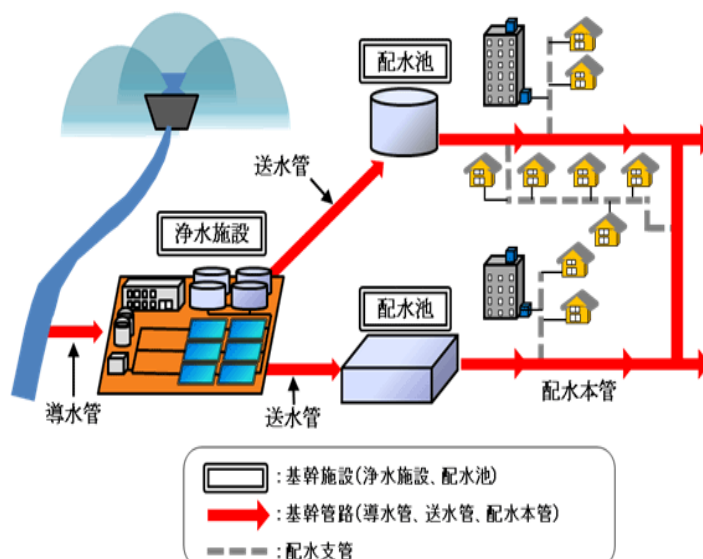 配水池
送水管
浄水施設
配水池
導水管
送水管
配水本管
:基幹施設(浄水施設、配水池)
:基幹管路(導水管、送水管、配水本管)
:配水支管